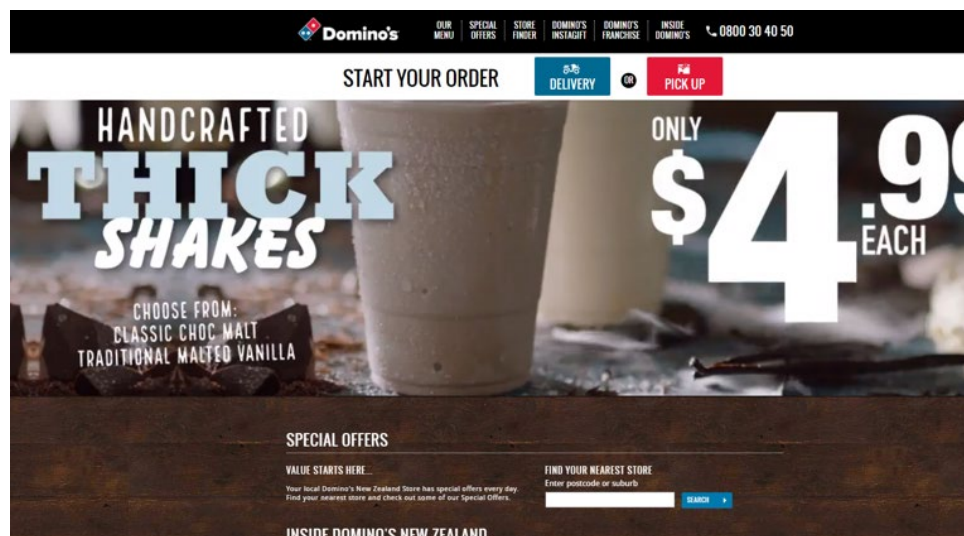 Domino's
OUR MENU
SPECIAL OFFERS
STORE FINDER
DOMINO'S INSTAGIFT
DOMINO'S FRANCHISE
INSIDE DOMINO'S
0800 30 40 50
START YOUR ORDER
DELIVERY
OR
PICK UP
HANDCRAFTED
THICK
SHAKES
CHOOSE FROM:
CLASSIC CHOC MALT
TRADITIONAL MALTED VANILLA
ONLY
$4.99
EACH
SPECIAL OFFERS
VALUE STARTS HERE...
Your local Domino's New Zealand Store has special offers every day.
Find your nearest store and check out some of our Special Offers.
FIND YOUR NEAREST STORE
Enter postcode or suburb
SEARCH
INSIDE DOMINO'S NEW ZEALAND